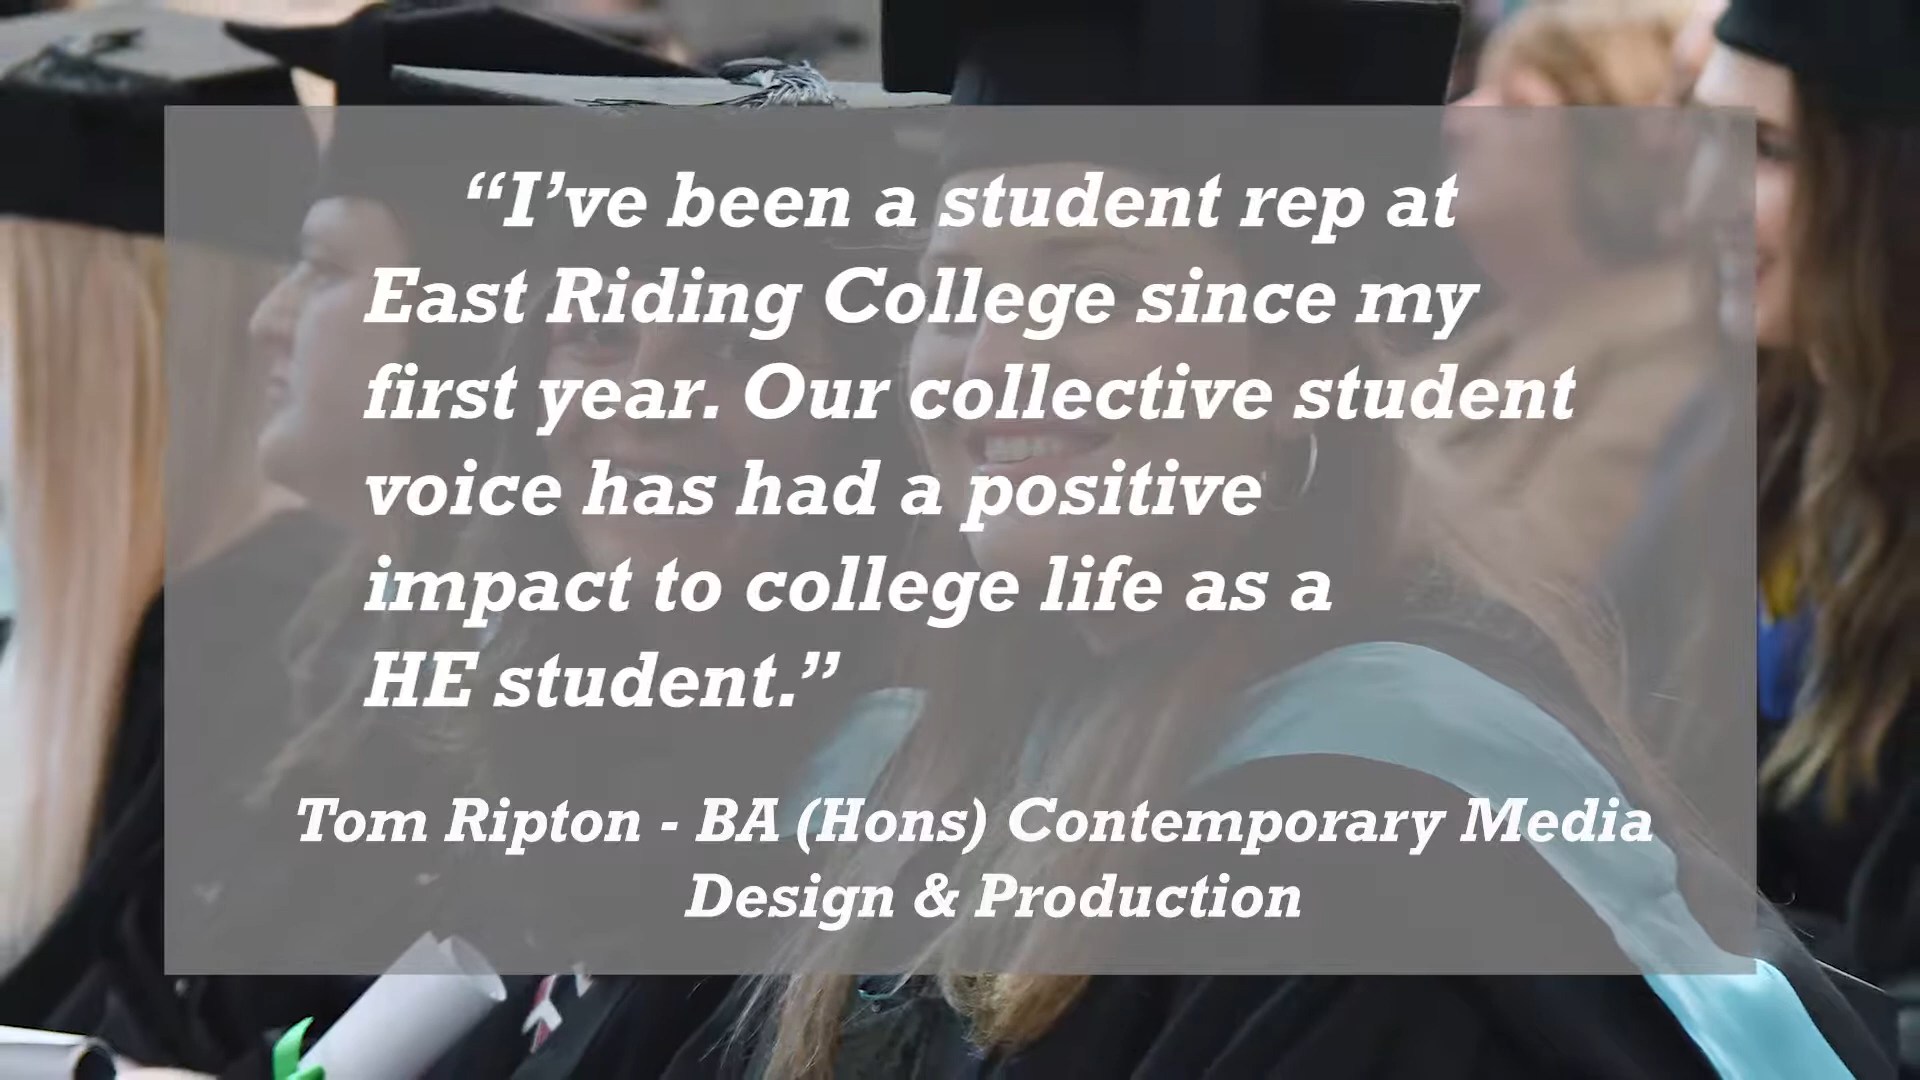 “I’ve been a student rep at
East Riding College since my
first year. Our collective student
voice has had a positive
impact to college life as a
HE student.”
Tom Ripton - BA (Hons) Contemporary Media
Design & Production